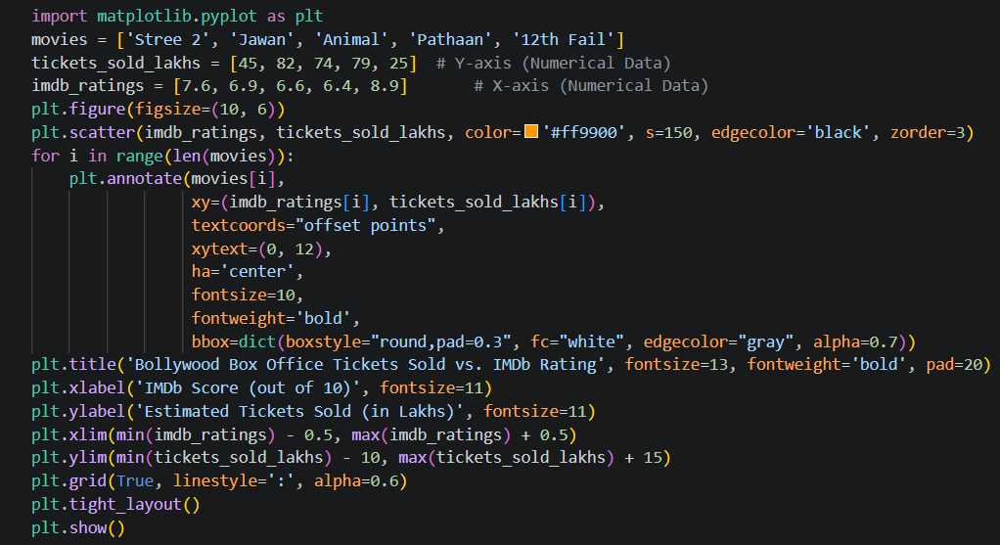 import matplotlib.pyplot as plt
movies = ['Stree 2', 'Jawan', 'Animal', 'Pathaan', '12th Fail']
tickets_sold_lakhs = [45, 82, 74, 79, 25]  # Y-axis (Numerical Data)
imdb_ratings = [7.6, 6.9, 6.6, 6.4, 8.9]       # X-axis (Numerical Data)
plt.figure(figsize=(10, 6))
plt.scatter(imdb_ratings, tickets_sold_lakhs, color='#ff9900', s=150, edgecolor='black', zorder=3)
for i in range(len(movies)):
    plt.annotate(movies[i],
                 xy=(imdb_ratings[i], tickets_sold_lakhs[i]),
                 textcoords="offset points",
                 xytext=(0, 12),
                 ha='center',
                 fontsize=10,
                 fontweight='bold',
                 bbox=dict(boxstyle="round,pad=0.3", fc="white", edgecolor="gray", alpha=0.7))
plt.title('Bollywood Box Office Tickets Sold vs. IMDb Rating', fontsize=13, fontweight='bold', pad=20)
plt.xlabel('IMDb Score (out of 10)', fontsize=11)
plt.ylabel('Estimated Tickets Sold (in Lakhs)', fontsize=11)
plt.xlim(min(imdb_ratings) - 0.5, max(imdb_ratings) + 0.5)
plt.ylim(min(tickets_sold_lakhs) - 10, max(tickets_sold_lakhs) + 15)
plt.grid(True, linestyle=':', alpha=0.6)
plt.tight_layout()
plt.show()